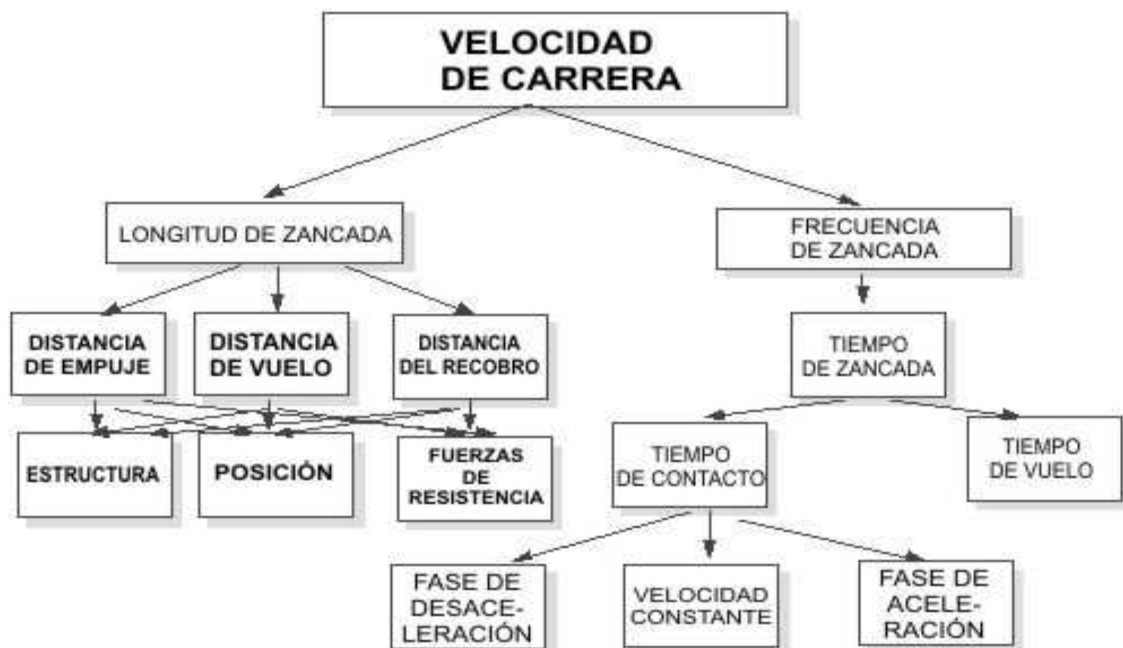 VELOCIDAD
DE CARRERA
LONGITUD DE ZANCADA
FRECUENCIA
DE ZANCADA
DISTANCIA
DE EMPUJE
DISTANCIA
DE VUELO
DISTANCIA
DEL RECOBRO
TIEMPO
DE ZANCADA
ESTRUCTURA
POSICIÓN
FUERZAS
DE
RESISTENCIA
TIEMPO
DE CONTACTO
TIEMPO
DE VUELO
FASE DE
DESACE-
LERACIÓN
VELOCIDAD
CONSTANTE
FASE DE
ACELE-
RACIÓN